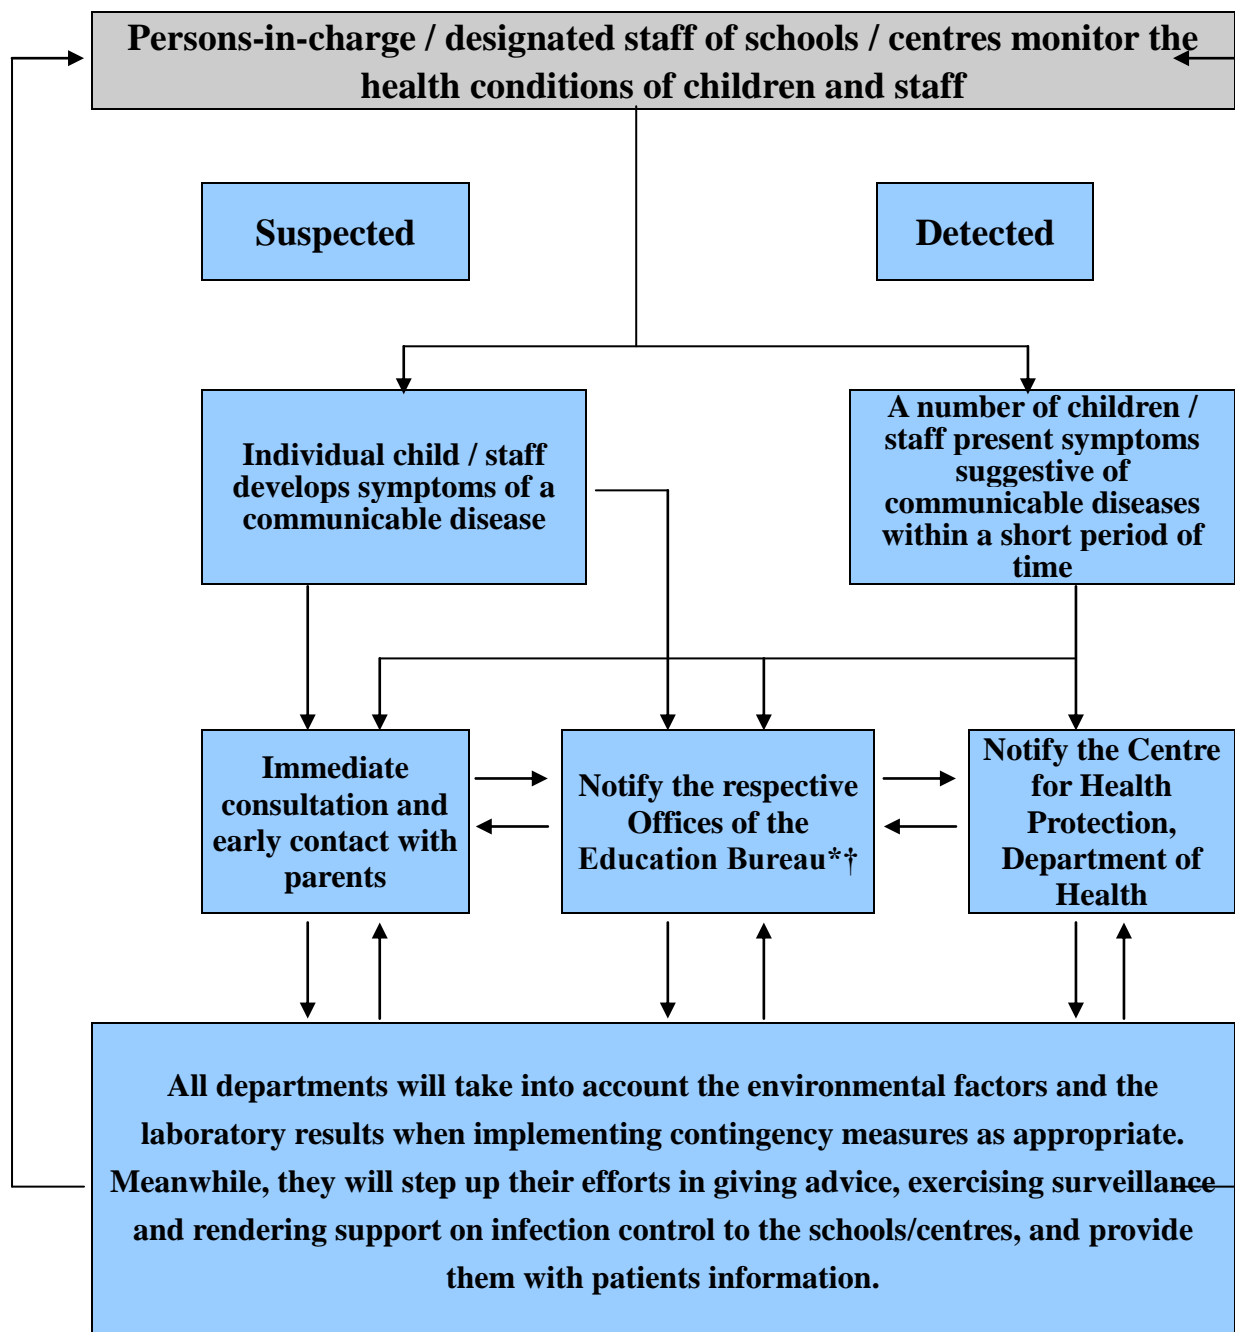 Persons-in-charge / designated staff of schools / centres monitor the
health conditions of children and staff
Suspected
Detected
Individual child / staff
develops symptoms of a
communicable disease
A number of children /
staff present symptoms
suggestive of
communicable diseases
within a short period of
time
Immediate
consultation and
early contact with
parents
Notify the respective
Offices of the
Education Bureau*†
Notify the Centre
for Health
Protection,
Department of
Health
All departments will take into account the environmental factors and the
laboratory results when implementing contingency measures as appropriate.
Meanwhile, they will step up their efforts in giving advice, exercising surveillance
and rendering support on infection control to the schools/centres, and provide
them with patients information.